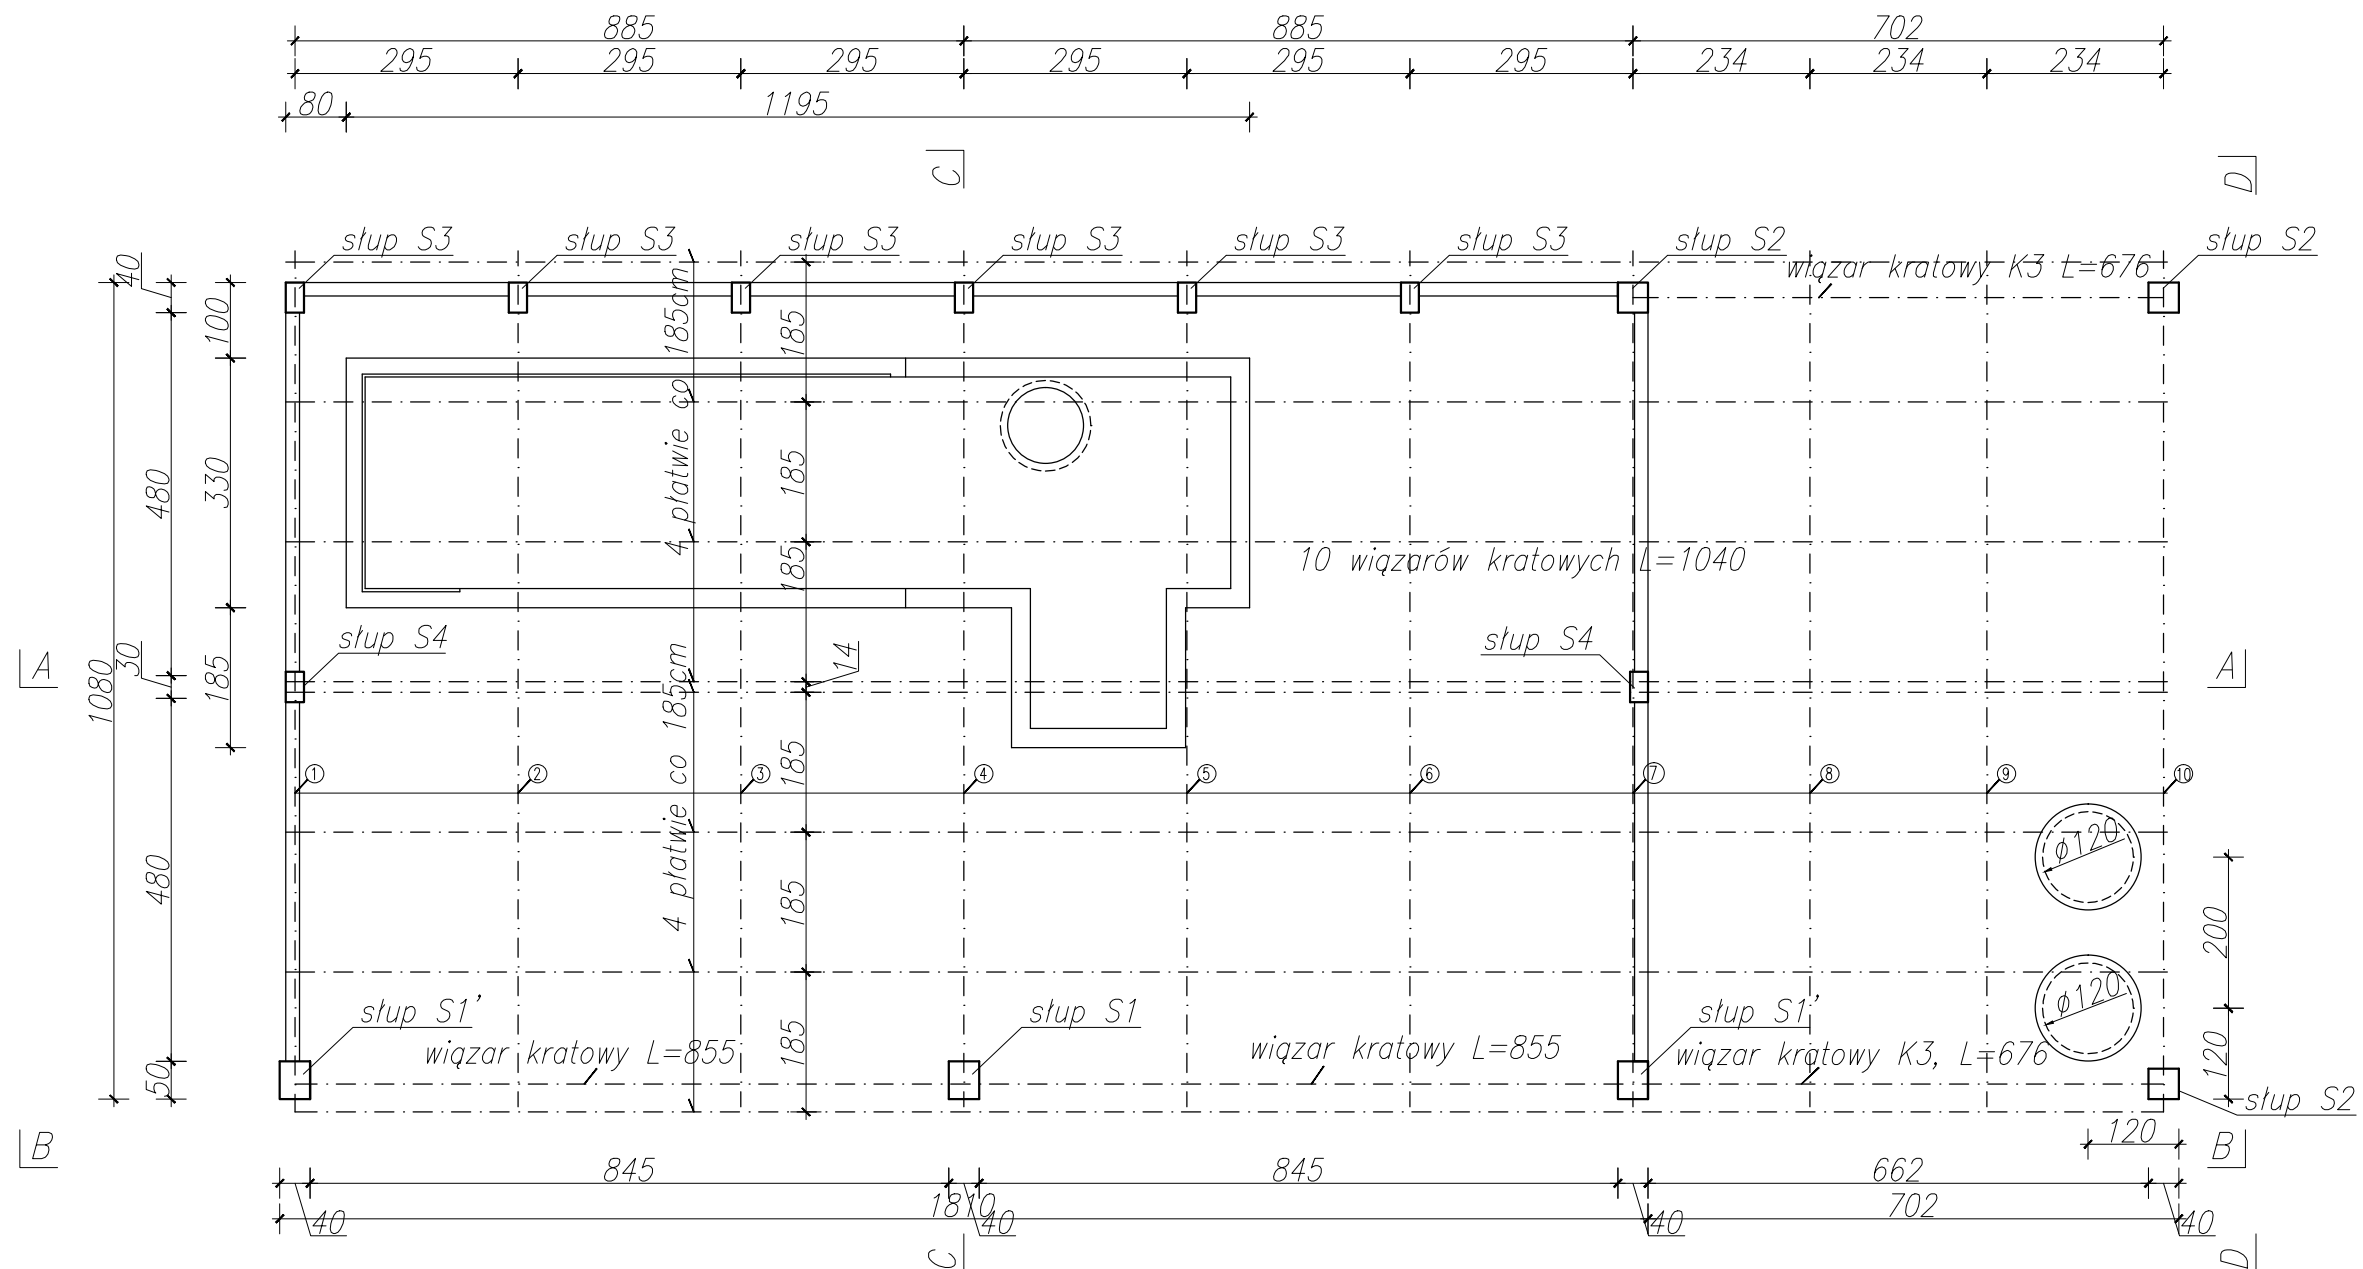 885 885 702
295 295 295 295 295 295 234 234 234
80 1195
C D
słup S3 słup S3 słup S3 słup S3 słup S3 słup S3 słup S2 słup S2
wiązar kratowy K3 L=676
40
100
480
330
1080
30
185
480
50
4 płatwie co 185cm
185
185
185
10 wiązarów kratowych L=1040
słup S4 słup S4
A A
14
4 płatwie co 185cm
185
185
185
1 2 3 4 5 6 7 8 9 10
ø120
ø120
200
120
słup S1' słup S1 słup S1'
wiązar kratowy L=855 wiązar kratowy L=855 wiązar kratowy K3, L=676
słup S2
B B
120
845 845 662
1810 702
40 40 40 40
C D